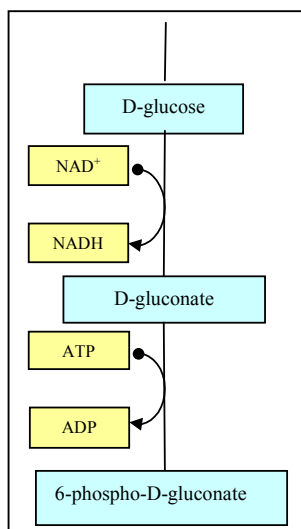 D-glucose
NAD⁺
NADH
D-gluconate
ATP
ADP
6-phospho-D-gluconate